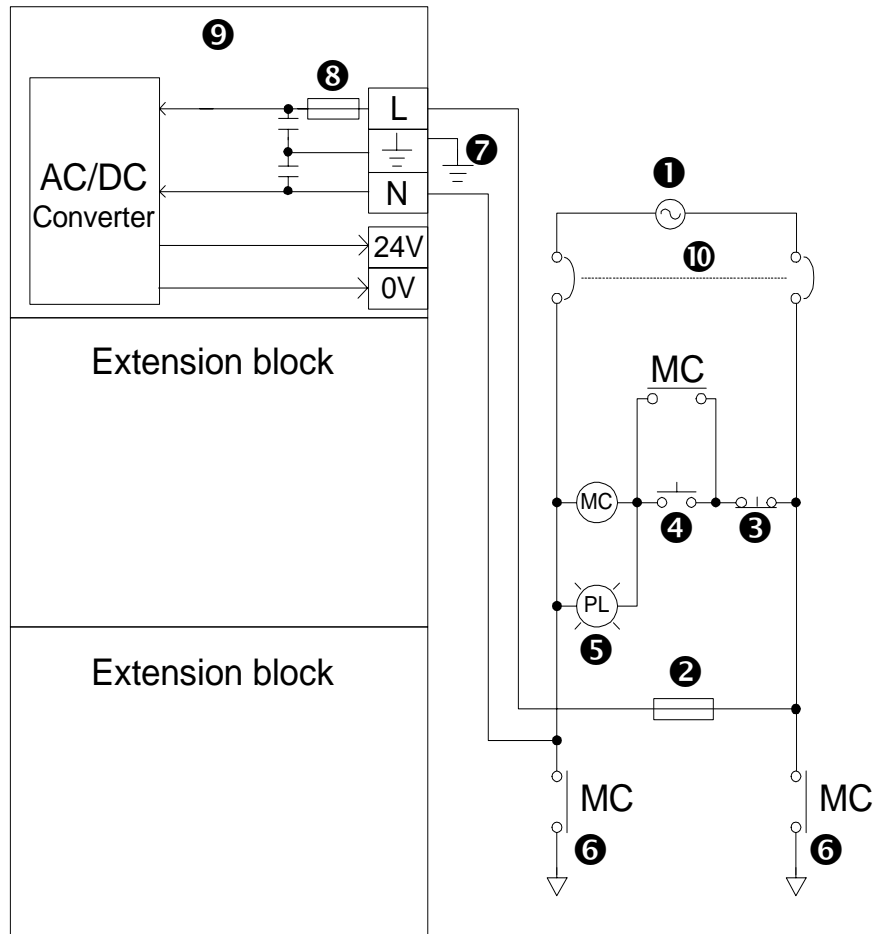 ❾
❽
L
AC/DC
Converter
❼
N
24V
0V
❶
❿
Extension block
MC
MC
❹
❸
PL
❺
Extension block
❷
MC
MC
❻
❻